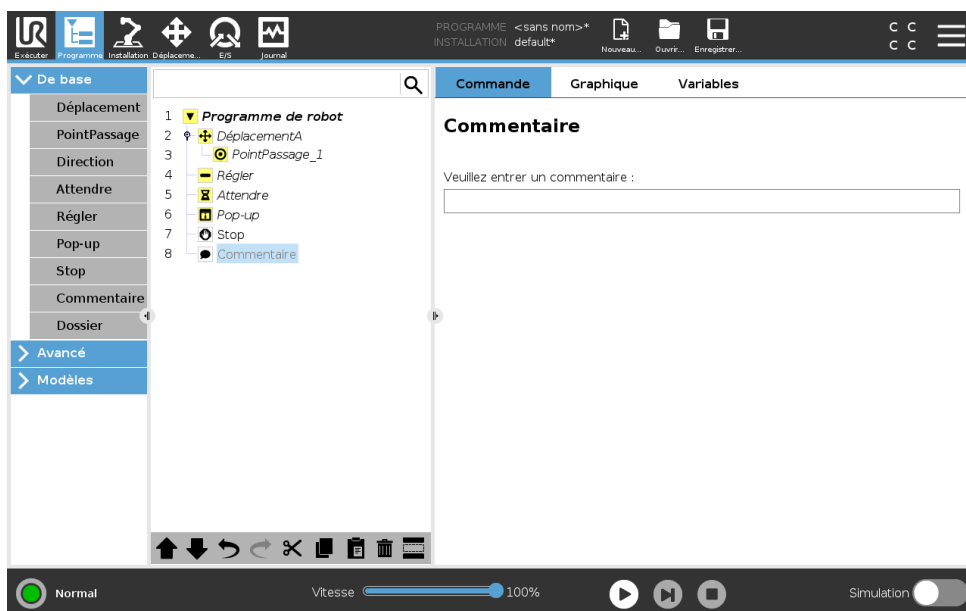 PROGRAMME <sans nom>*
INSTALLATION default*
Exécuter Programme Installation Déplaceme... E/S Journal Nouveau... Ouvrir... Enregistrer...
C C
C C
De base
Déplacement
PointPassage
Direction
Attendre
Régler
Pop-up
Stop
Commentaire
Dossier
Avancé
Modèles
1 Programme de robot
2 DéplacementA
3 PointPassage_1
4 Régler
5 Attendre
6 Pop-up
7 Stop
8 Commentaire
Commande Graphique Variables
Commentaire
Veuillez entrer un commentaire :
Normal Vitesse 100% Simulation